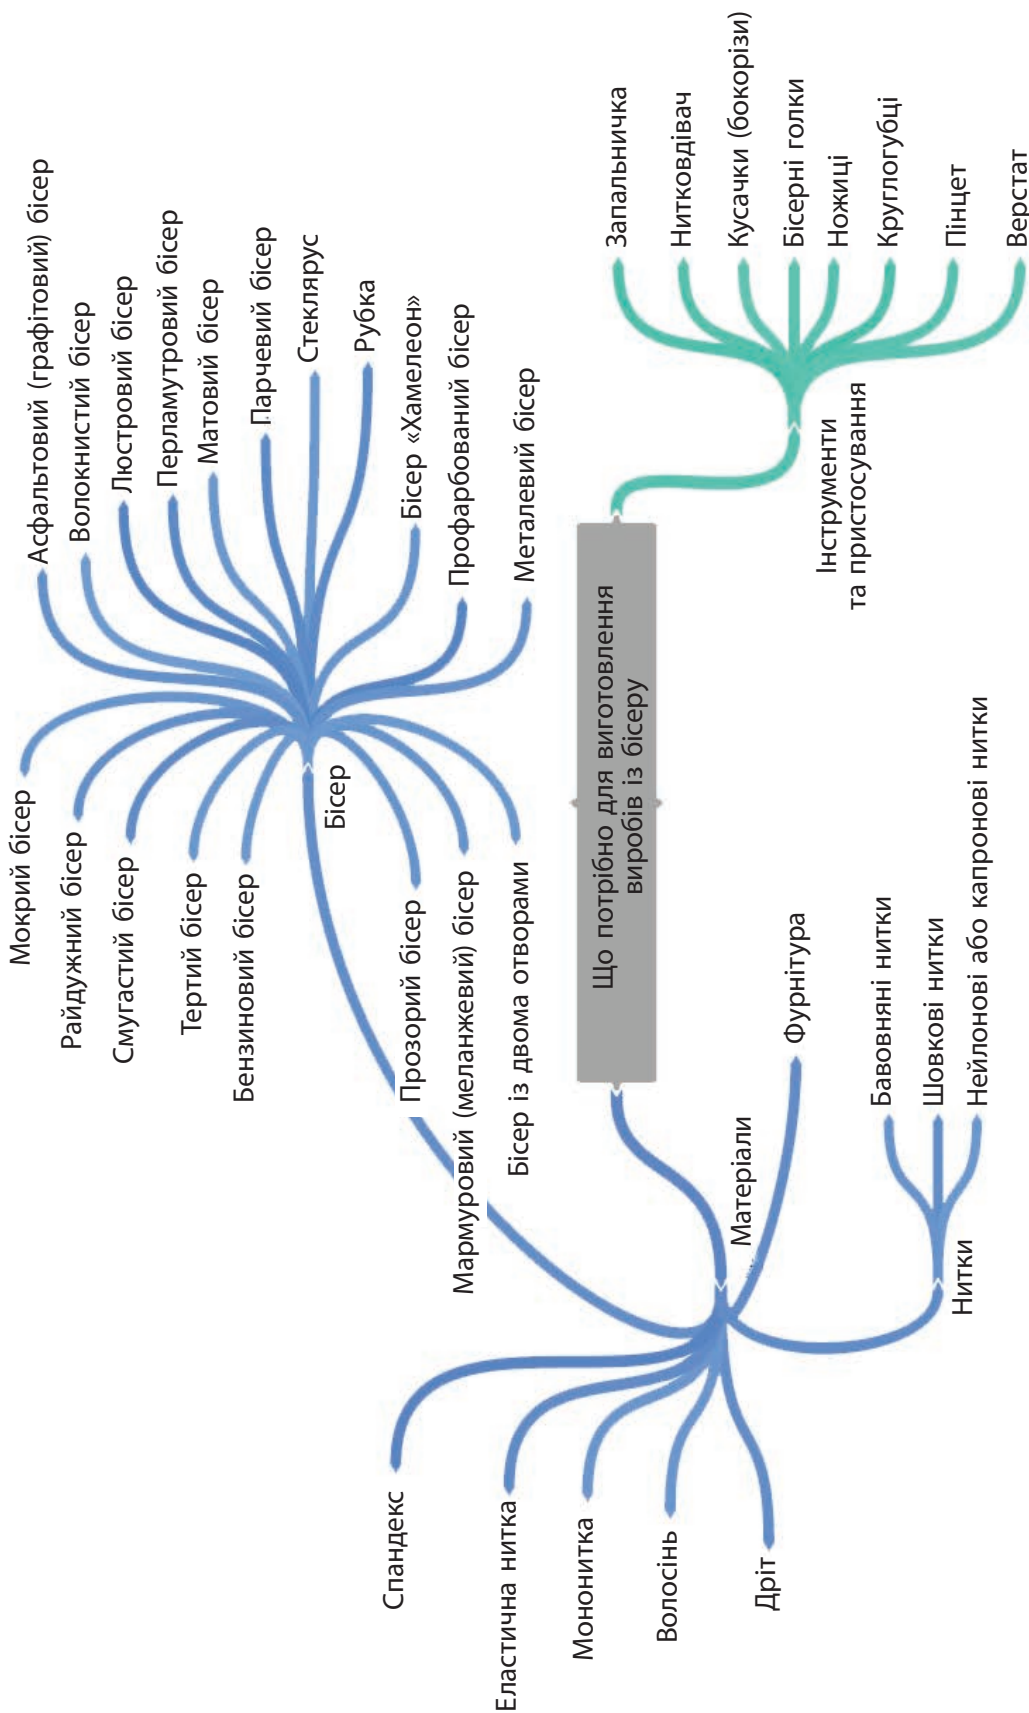 Мокрий бісер
Райдужний бісер
Смугастий бісер
Тертий бісер
Бензиновий бісер
Прозорий бісер
Мармуровий (меланжевий) бісер
Бісер із двома отворами
Бісер
Асфальтовий (графітовий) бісер
Волокнистий бісер
Люстровий бісер
Перламутровий бісер
Матовий бісер
Парчевий бісер
Стеклярус
Рубка
Бісер «Хамелеон»
Профарбований бісер
Металевий бісер
Спандекс
Еластична нитка
Мононитка
Волосінь
Дріт
Матеріали
Фурнітура
Нитки
Бавовняні нитки
Шовкові нитки
Нейлонові або капронові нитки
Що потрібно для виготовлення
виробів із бісеру
Інструменти
та пристосування
Запальничка
Нитковдівач
Кусачки (бокорізи)
Бісерні голки
Ножиці
Круглогубці
Пінцет
Верстат